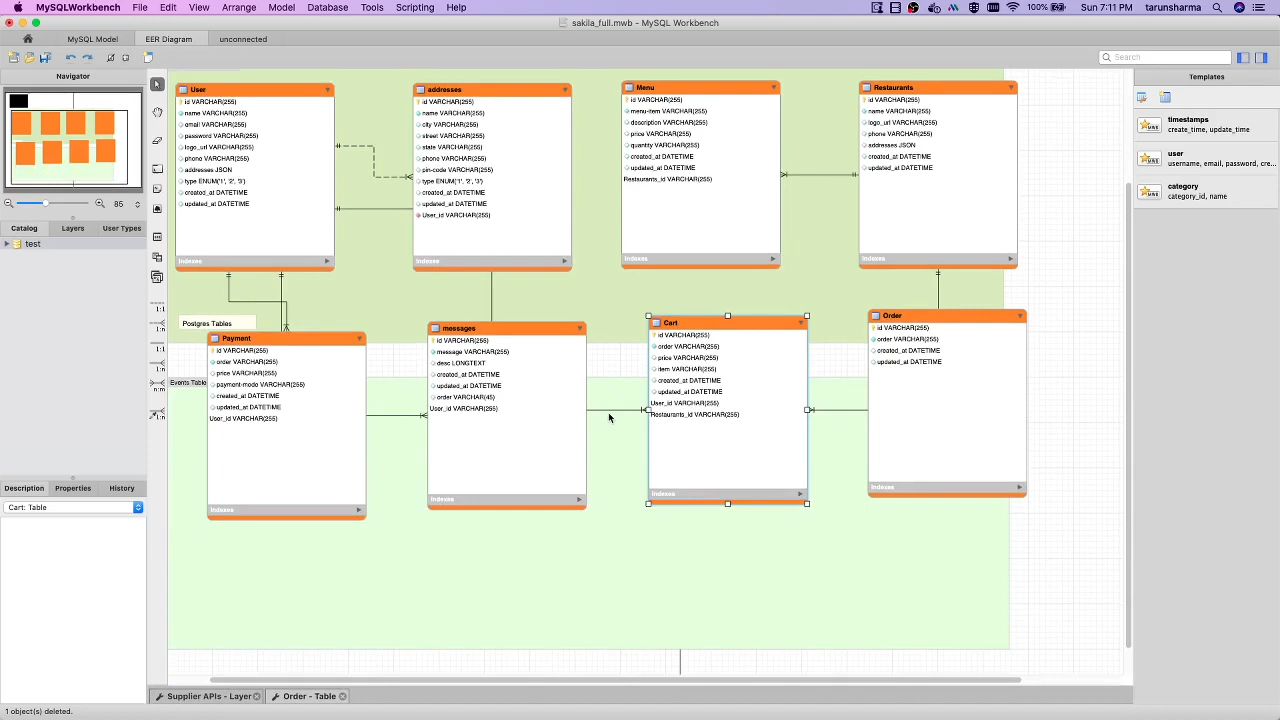 MySQLWorkbench File Edit View Arrange Model Database Tools Scripting Help
100% Sun 7:11 PM tarunsharma
sakila_full.mwb - MySQL Workbench
MySQL Model EER Diagram unconnected
Search
Navigator
85
Catalog Layers User Types
test
Description Properties History
Cart: Table
User
id VARCHAR(255)
name VARCHAR(255)
email VARCHAR(255)
password VARCHAR(255)
logo_url VARCHAR(255)
phone VARCHAR(255)
addresses JSON
type ENUM('1', '2', '3')
created_at DATETIME
updated_at DATETIME
Indexes
addresses
id VARCHAR(255)
name VARCHAR(255)
city VARCHAR(255)
street VARCHAR(255)
state VARCHAR(255)
phone VARCHAR(255)
pin-code VARCHAR(255)
type ENUM('1', '2', '3')
created_at DATETIME
updated_at DATETIME
User_id VARCHAR(255)
Indexes
Menu
id VARCHAR(255)
menu-item VARCHAR(255)
description VARCHAR(255)
price VARCHAR(255)
quantity VARCHAR(255)
created_at DATETIME
updated_at DATETIME
Restaurants_id VARCHAR(255)
Indexes
Restaurants
id VARCHAR(255)
name VARCHAR(255)
logo_url VARCHAR(255)
phone VARCHAR(255)
addresses JSON
created_at DATETIME
updated_at DATETIME
Indexes
Postgres Tables
Events Table
Payment
id VARCHAR(255)
order VARCHAR(255)
price VARCHAR(255)
payment-mode VARCHAR(255)
created_at DATETIME
updated_at DATETIME
User_id VARCHAR(255)
Indexes
messages
id VARCHAR(255)
message VARCHAR(255)
desc LONGTEXT
created_at DATETIME
updated_at DATETIME
order VARCHAR(45)
User_id VARCHAR(255)
Indexes
Cart
id VARCHAR(255)
order VARCHAR(255)
price VARCHAR(255)
item VARCHAR(255)
created_at DATETIME
updated_at DATETIME
User_id VARCHAR(255)
Restaurants_id VARCHAR(255)
Indexes
Order
id VARCHAR(255)
order VARCHAR(255)
created_at DATETIME
updated_at DATETIME
Indexes
1:1
1:n
1:1
1:n
n:m
1:n
Templates
timestamps
create_time, update_time
user
username, email, password, cre...
category
category_id, name
Supplier APIs - Layer Order - Table
1 object(s) deleted.